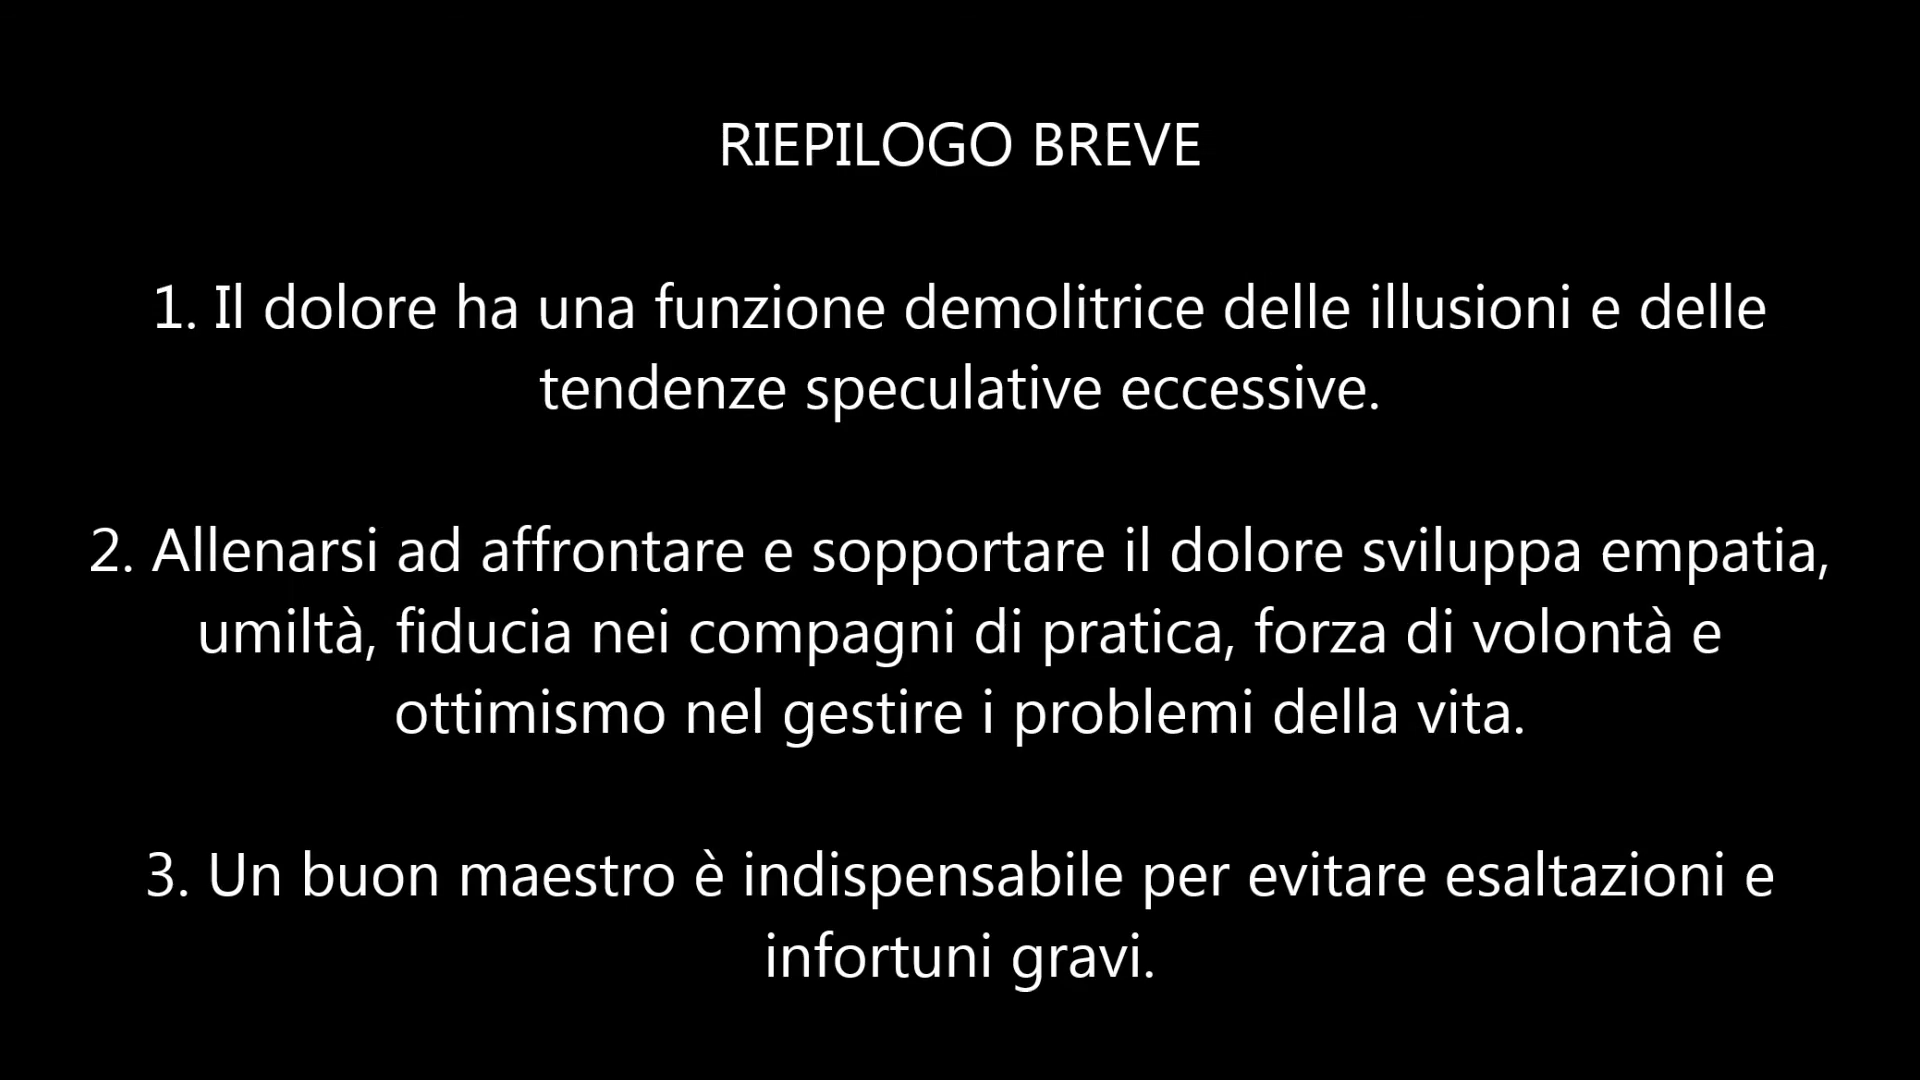 RIEPILOGO BREVE
1. Il dolore ha una funzione demolitrice delle illusioni e delle
tendenze speculative eccessive.
2. Allenarsi ad affrontare e sopportare il dolore sviluppa empatia,
umiltà, fiducia nei compagni di pratica, forza di volontà e
ottimismo nel gestire i problemi della vita.
3. Un buon maestro è indispensabile per evitare esaltazioni e
infortuni gravi.